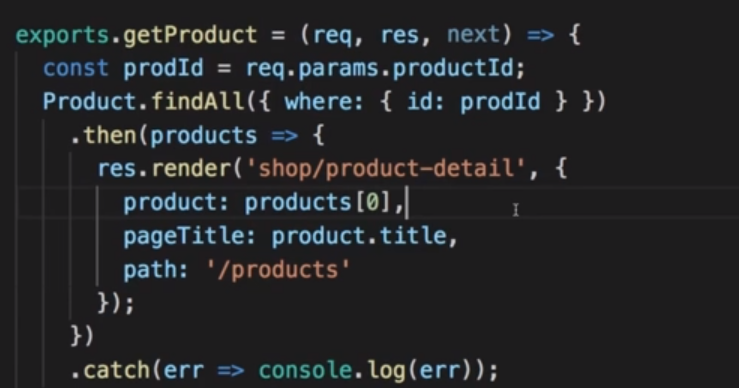 exports.getProduct = (req, res, next) => {
const prodId = req.params.productId;
Product.findAll({ where: { id: prodId } })
.then(products => {
res.render('shop/product-detail', {
product: products[0],
pageTitle: product.title,
path: '/products'
});
})
.catch(err => console.log(err));